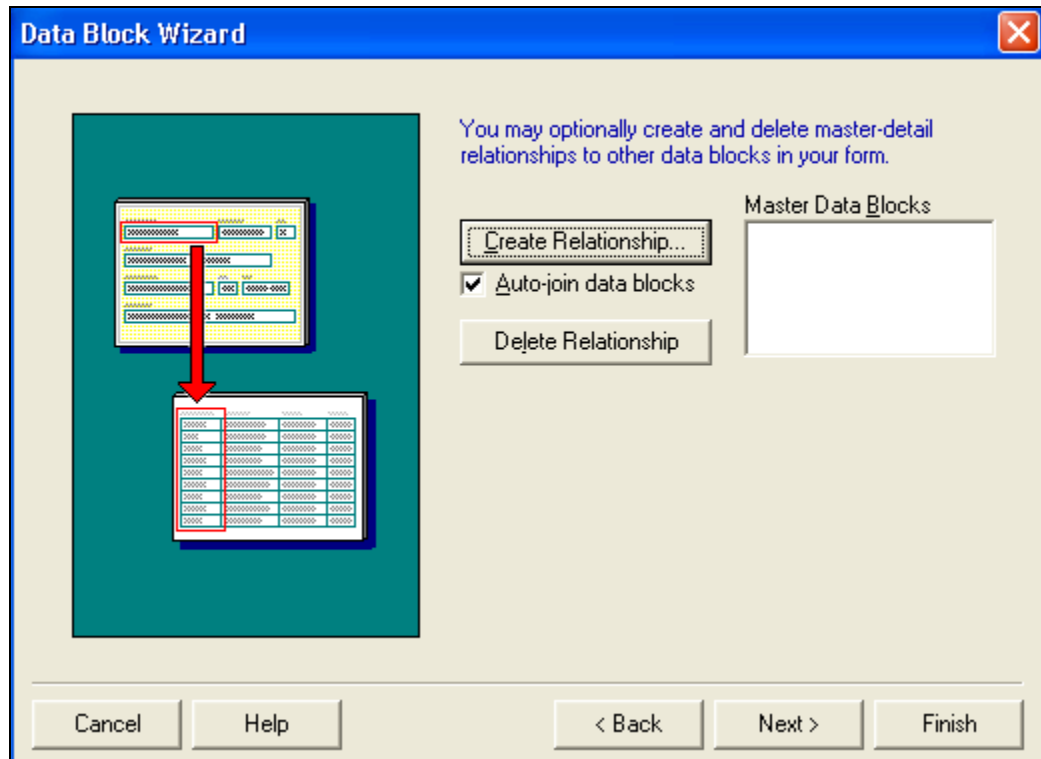 Data Block Wizard
You may optionally create and delete master-detail
relationships to other data blocks in your form.
Master Data Blocks
Create Relationship...
Auto-join data blocks
Delete Relationship
Cancel
Help
< Back
Next >
Finish